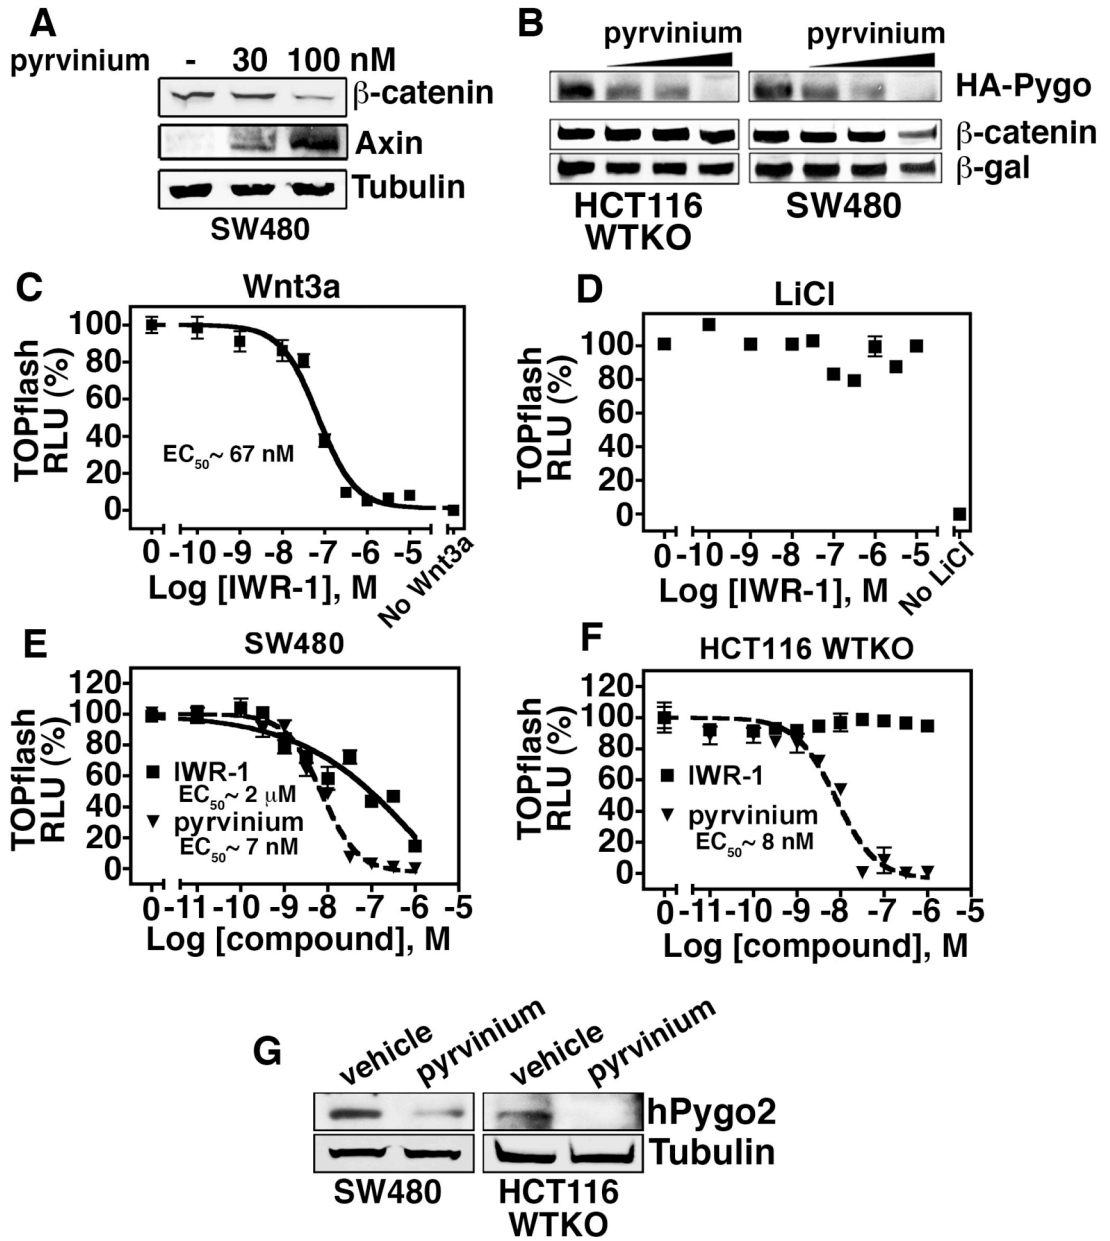 A
pyrvinium - 30 100 nM
β-catenin
Axin
Tubulin
SW480
B
pyrvinium pyrvinium
HA-Pygo
β-catenin
β-gal
HCT116 SW480
WTKO
C
Wnt3a
TOPflash
RLU (%)
100
80
60
40
20
0
EC50~ 67 nM
0 -10 -9 -8 -7 -6 -5
No Wnt3a
Log [IWR-1], M
D
LiCl
TOPflash
RLU (%)
100
80
60
40
20
0
0 -10 -9 -8 -7 -6 -5
No LiCl
Log [IWR-1], M
E
SW480
TOPflash
RLU (%)
120
100
80
60
40
20
0
IWR-1
EC50~ 2 μM
pyrvinium
EC50~ 7 nM
0 -11 -10 -9 -8 -7 -6 -5
Log [compound], M
F
HCT116 WTKO
TOPflash
RLU (%)
120
100
80
60
40
20
0
IWR-1
pyrvinium
EC50~ 8 nM
0 -11 -10 -9 -8 -7 -6 -5
Log [compound], M
G
vehicle pyrvinium vehicle pyrvinium
hPygo2
Tubulin
SW480 HCT116
WTKO